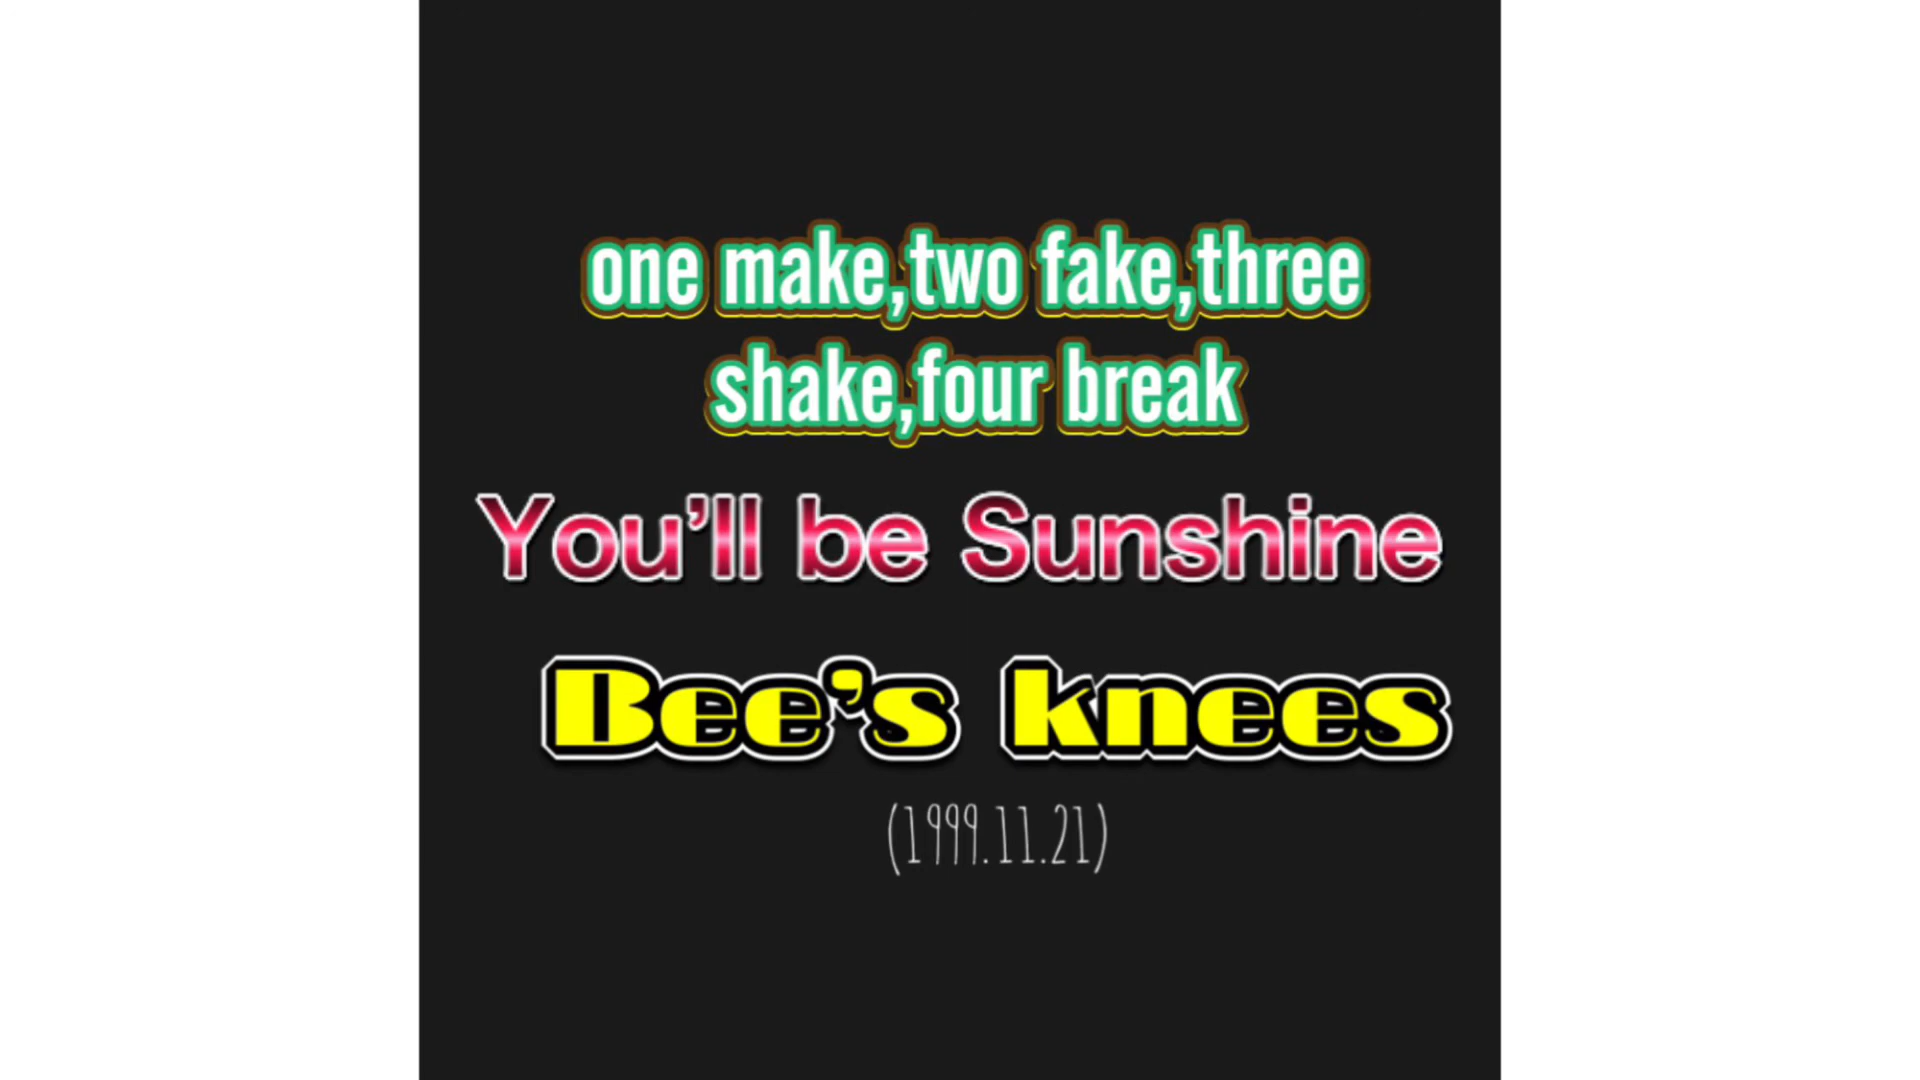 one make,two fake,three
shake,four break
You’ll be Sunshine
Bee’s knees
(1999.11.21)